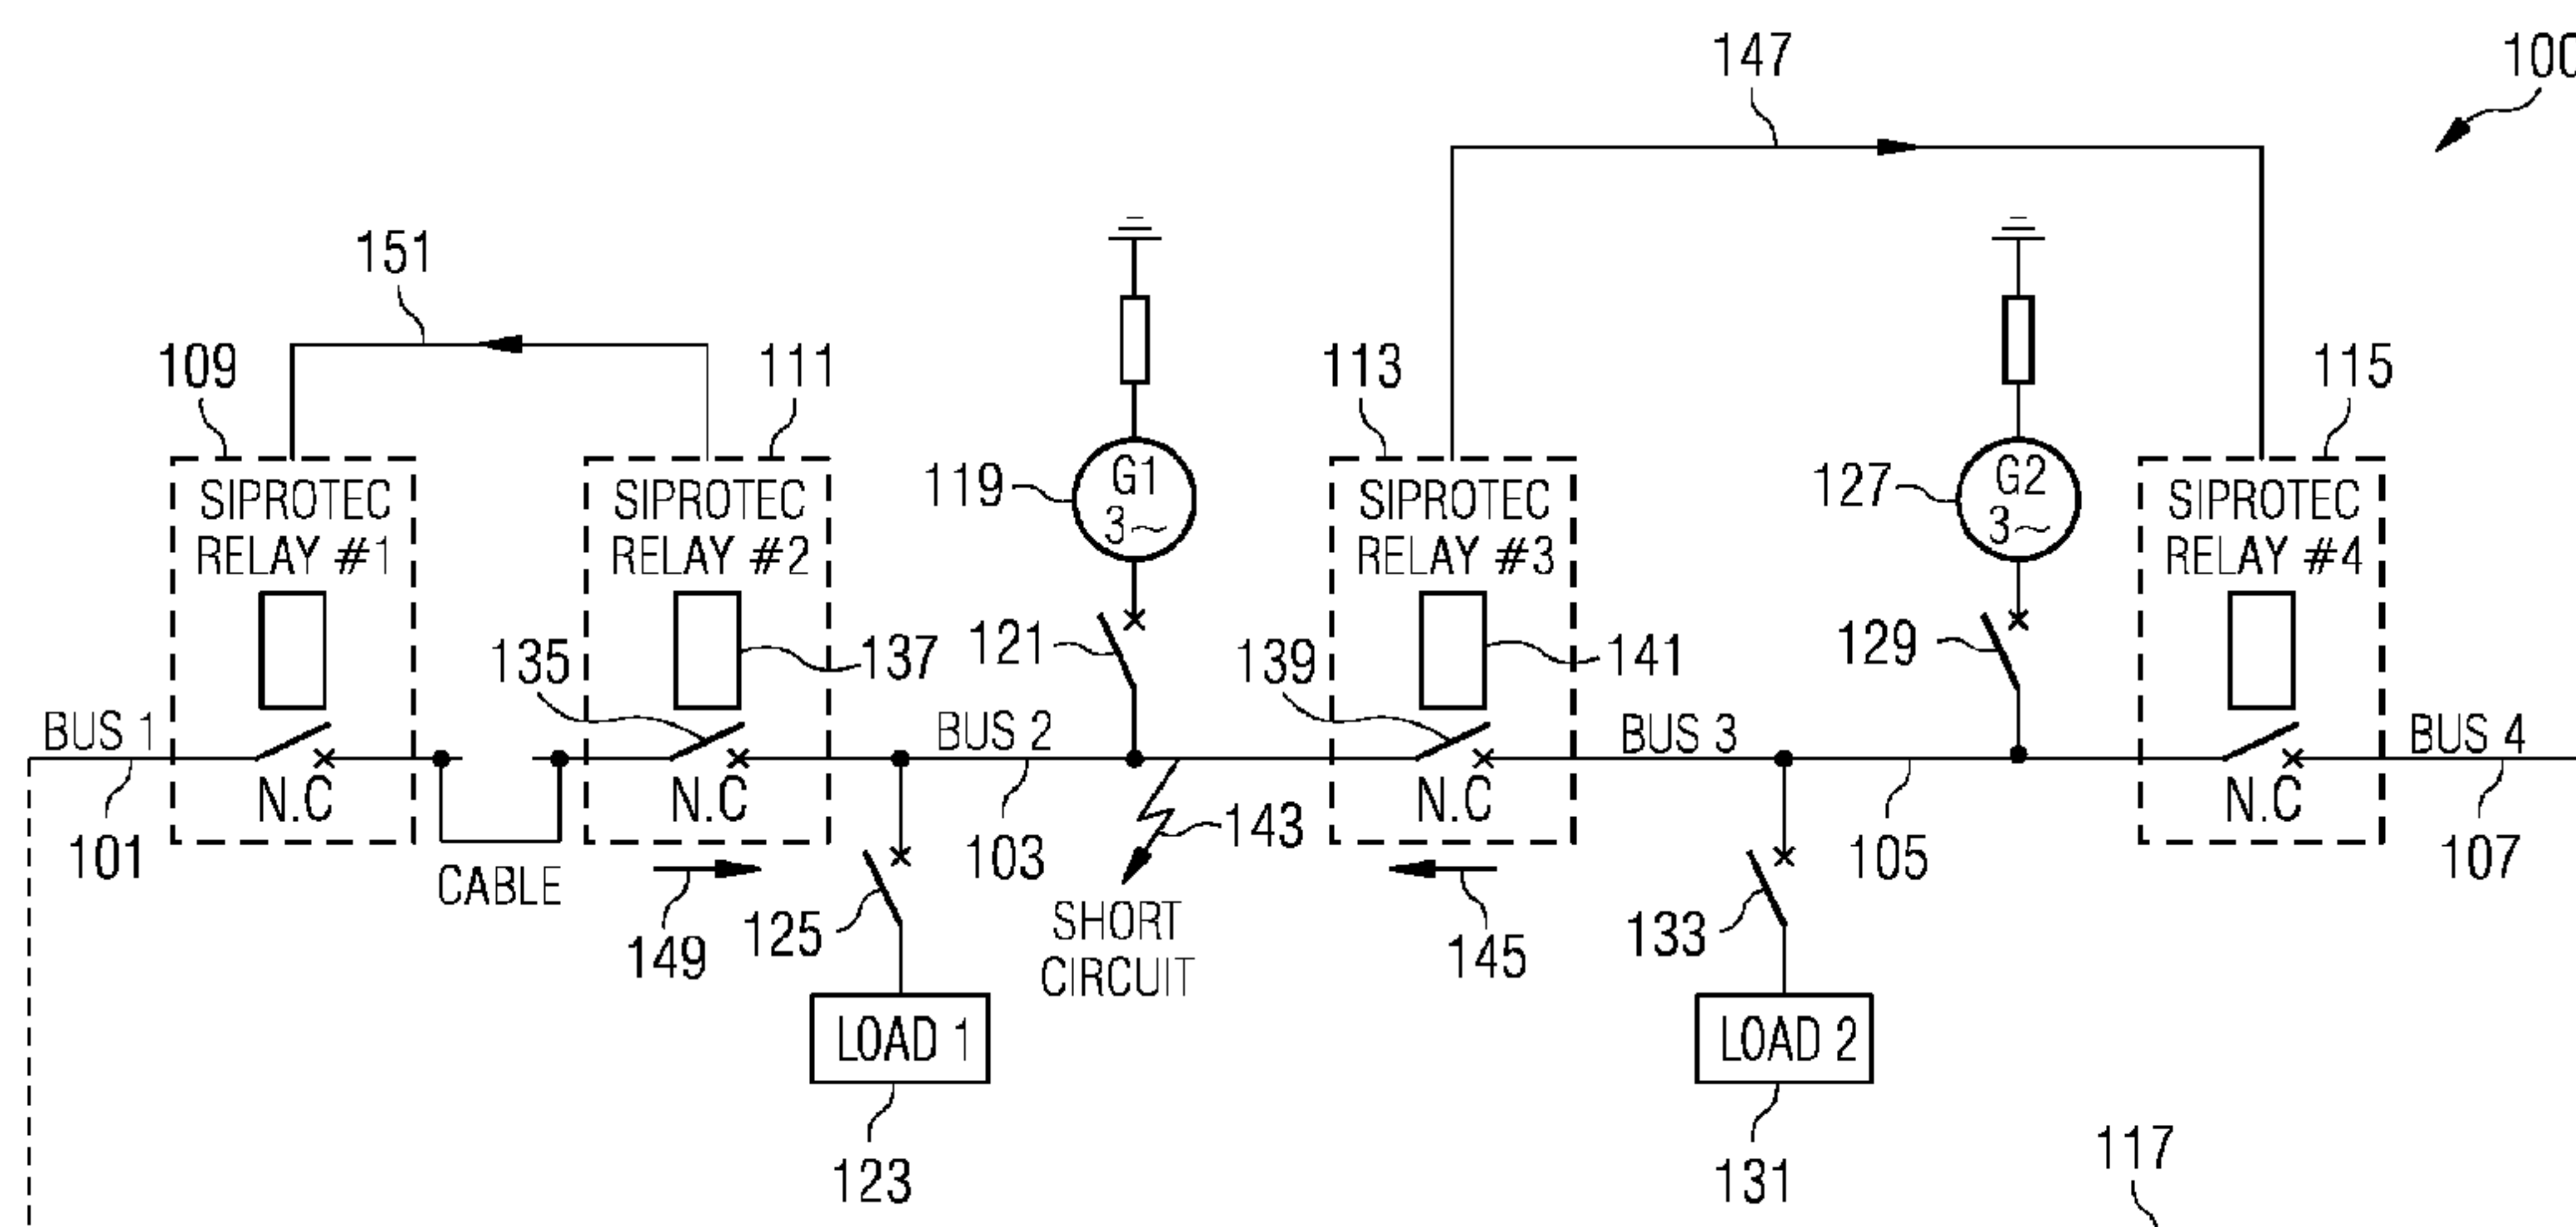 147
100
151
109
111
113
115
SIPROTEC
RELAY #1
SIPROTEC
RELAY #2
119
G1
3~
SIPROTEC
RELAY #3
127
G2
3~
SIPROTEC
RELAY #4
135
137
121
139
141
129
BUS 1
BUS 2
BUS 3
BUS 4
N.C
N.C
N.C
N.C
101
CABLE
103
143
105
107
149
125
SHORT
CIRCUIT
145
133
LOAD 1
LOAD 2
123
131
117